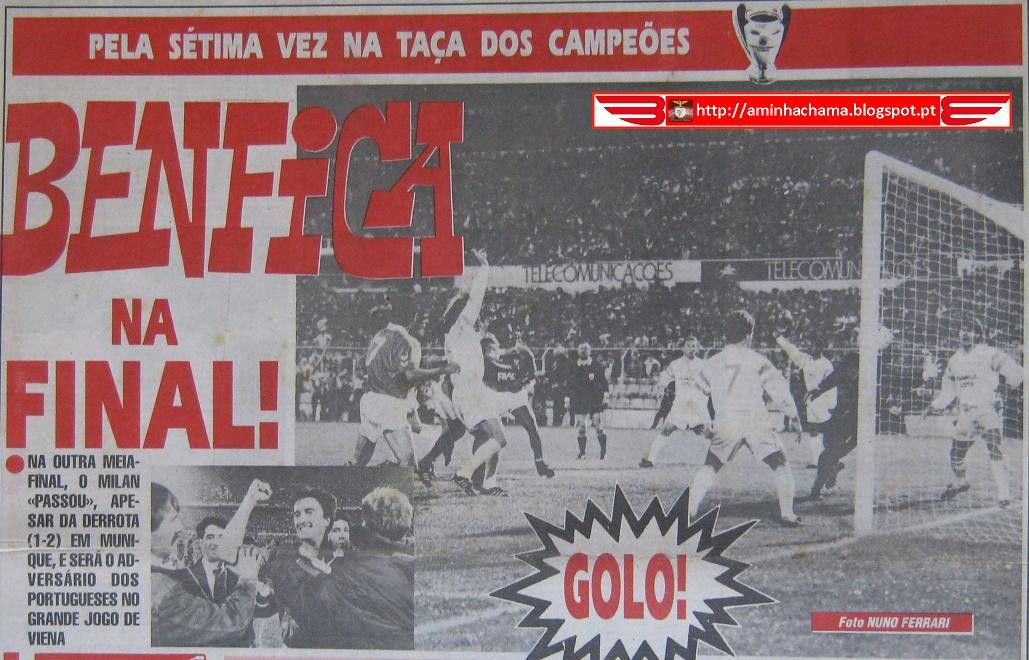 PELA SÉTIMA VEZ NA TAÇA DOS CAMPEÕES
http://aminhachama.blogspot.pt
BENFiCA
NA
FINAL!
NA OUTRA MEIA-
FINAL, O MILAN
«PASSOU», APE-
SAR DA DERROTA
(1-2) EM MUNI-
QUE, E SERÁ O AD-
VERSÁRIO DOS
PORTUGUESES NO
GRANDE JOGO DE
VIENA
TELECOMUNICAÇÕES
TELECOMUNICAÇÕES
7
GOLO!
Foto NUNO FERRARI